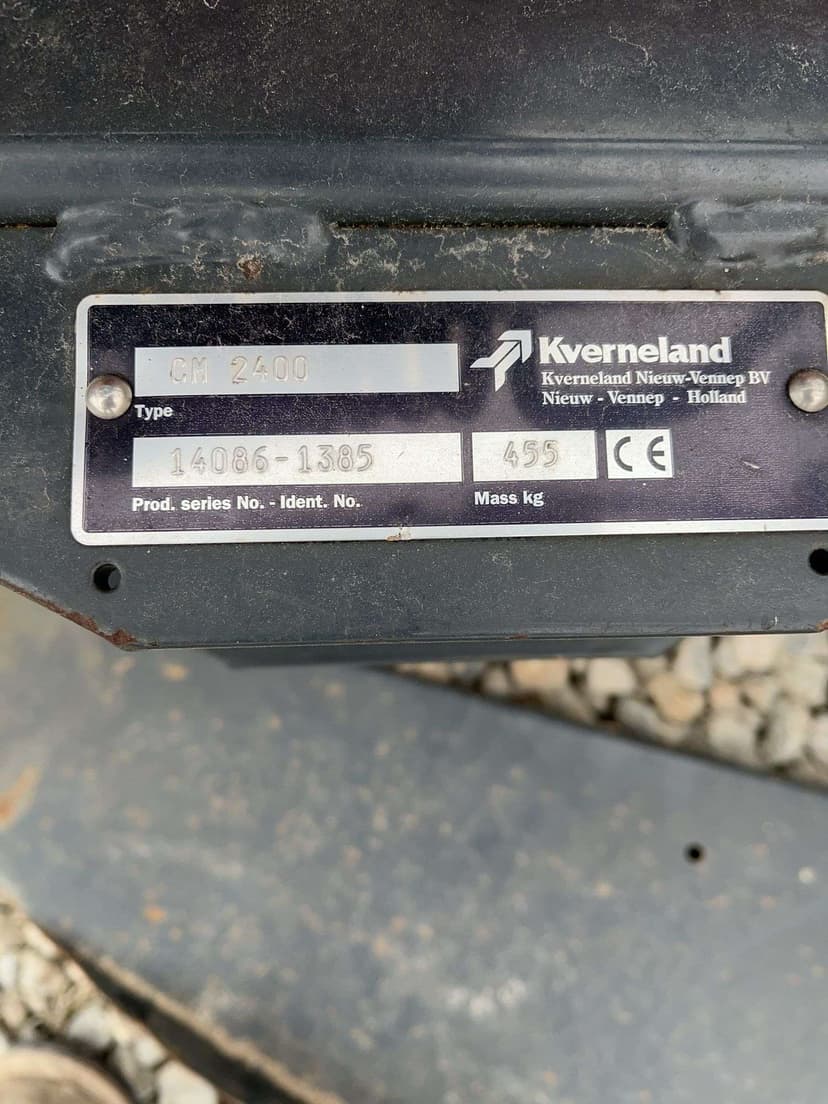 CM 2400
Type
Kverneland
Kverneland Nieuw-Vennep BV
Nieuw - Vennep - Holland
14086-1385
Prod. series No. - Ident. No.
455
Mass kg
CE